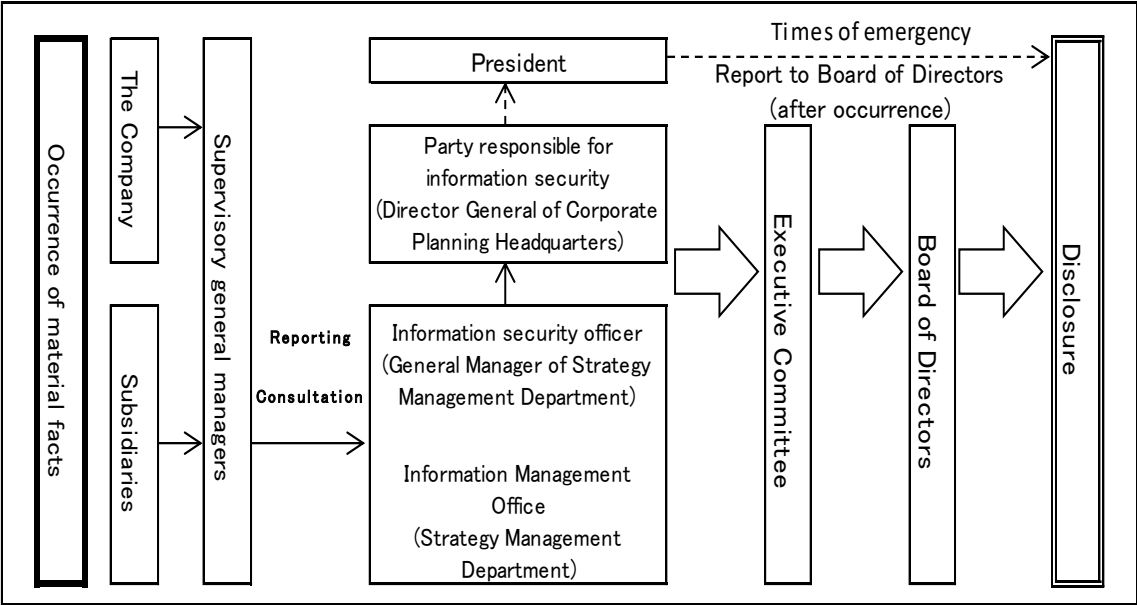 Occurrence of material facts
The Company
Subsidiaries
Supervisory general managers
Reporting
Consultation
President
Party responsible for
information security
(Director General of Corporate
Planning Headquarters)
Information security officer
(General Manager of Strategy
Management Department)
Information Management
Office
(Strategy Management
Department)
Times of emergency
Report to Board of Directors
(after occurrence)
Executive Committee
Board of Directors
Disclosure